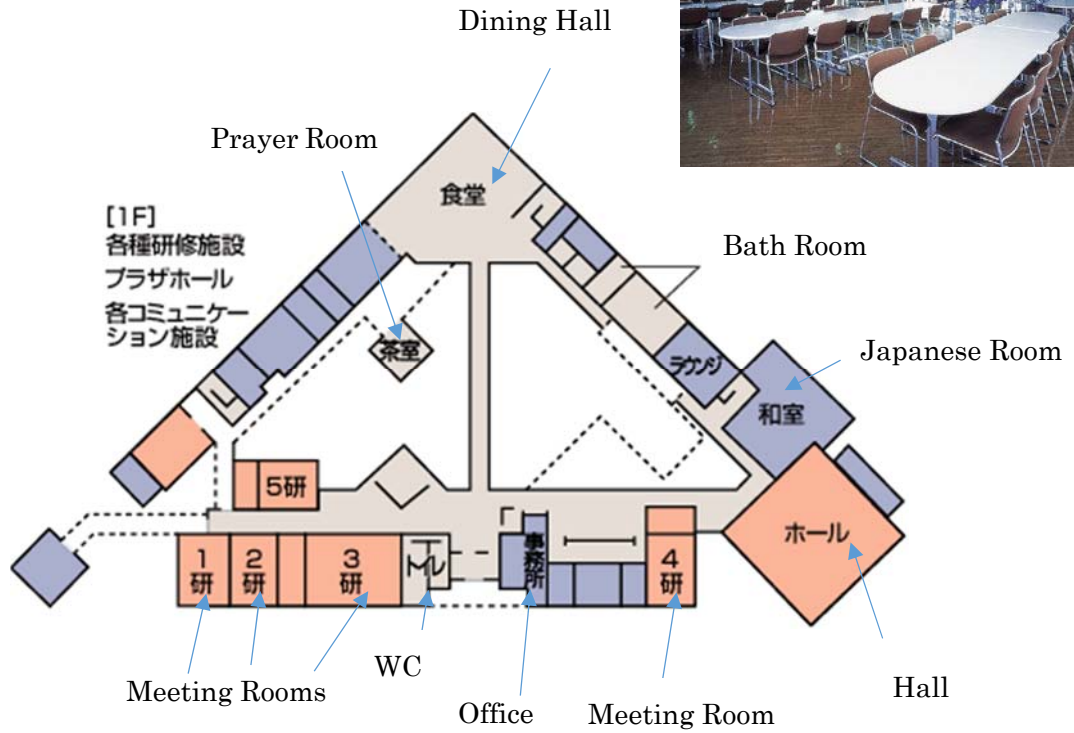 Dining Hall
Prayer Room
食堂
[1F]
各種研修施設
プラザホール
各コミュニケー
ション施設
Bath Room
茶室
ラウンジ
Japanese Room
和室
5研
ホール
1研
2研
3研
トイレ
事務所
4研
WC
Meeting Rooms
Office
Meeting Room
Hall